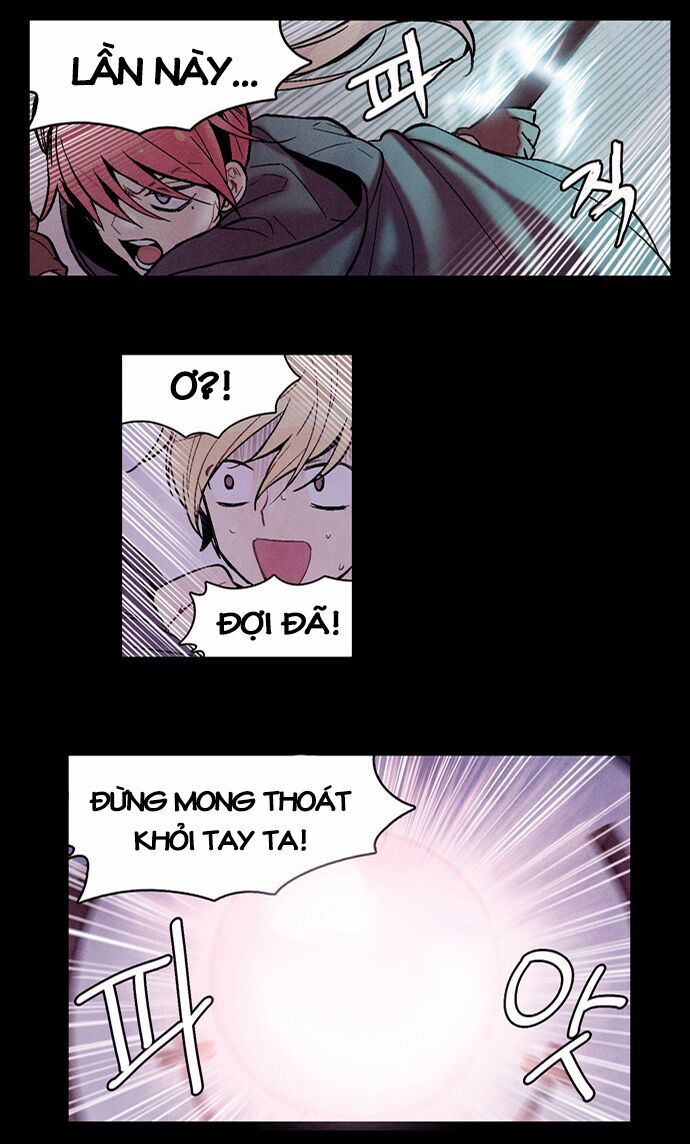 LẦN NÀY...
파
직
Ơ?!
ĐỢI ĐÃ!
ĐỪNG MONG THOÁT
KHỎI TAY TA!
파
앗